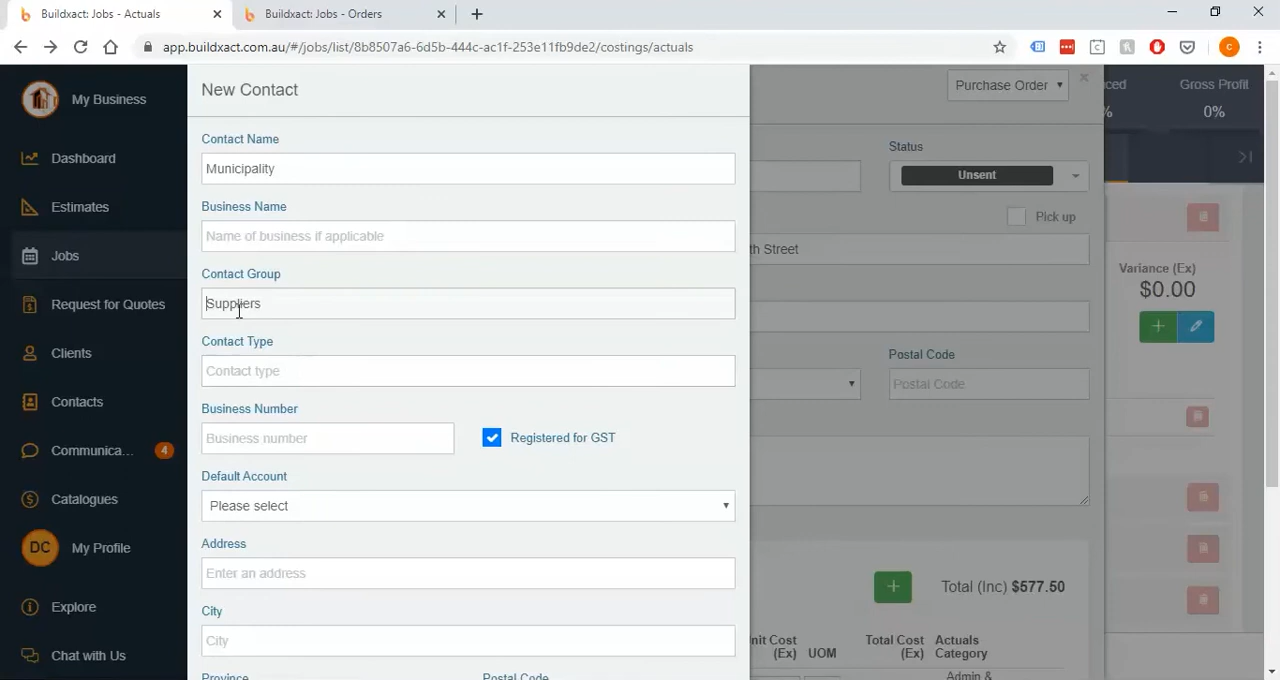 Buildxact: Jobs - Actuals
Buildxact: Jobs - Orders
app.buildxact.com.au/#/jobs/list/8b8507a6-6d5b-444c-ac1f-253e11fb9de2/costings/actuals
C
My Business
Dashboard
Estimates
Jobs
Request for Quotes
Clients
Contacts
Communica... 4
Catalogues
DC My Profile
Explore
Chat with Us
New Contact
Contact Name
Municipality
Business Name
Name of business if applicable
Contact Group
Suppliers
Contact Type
Contact type
Business Number
Business number
Registered for GST
Default Account
Please select
Address
Enter an address
City
City
Province
Postal Code
Purchase Order
Status
Unsent
Pick up
th Street
Postal Code
Postal Code
Total (Inc) $577.50
nit Cost (Ex)
UOM
Total Cost (Ex)
Actuals Category
Admin &
ced
%
Gross Profit
0%
Variance (Ex)
$0.00